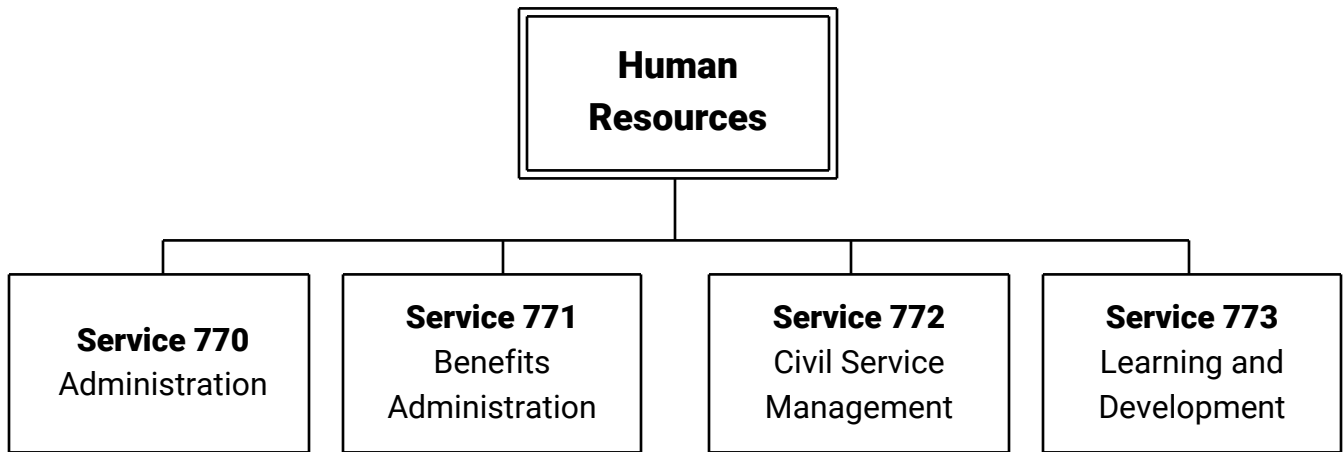 Human
Resources
Service 770
Administration
Service 771
Benefits
Administration
Service 772
Civil Service
Management
Service 773
Learning and
Development